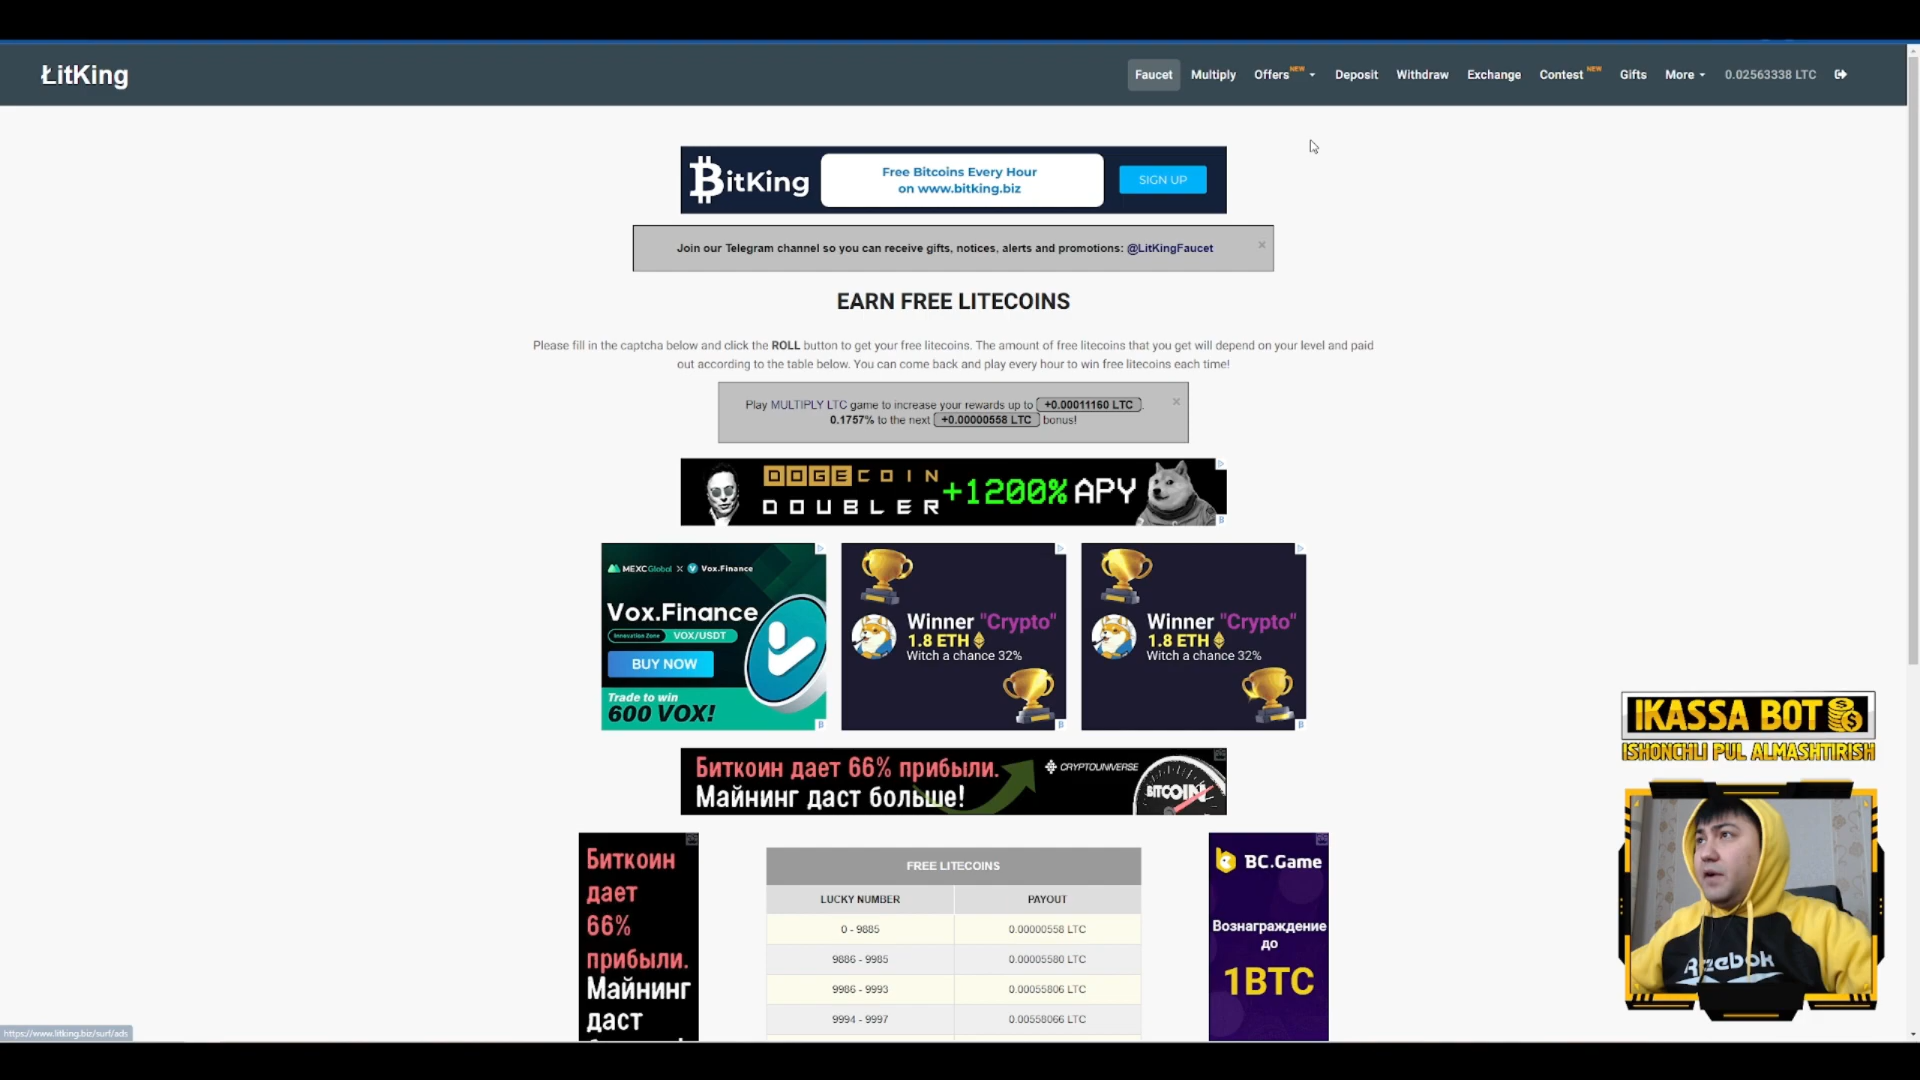 ŁitKing
Faucet Multiply Offers NEW Deposit Withdraw Exchange Contest NEW Gifts More 0.02563338 LTC
BitKing
Free Bitcoins Every Hour
on www.bitking.biz
SIGN UP
Join our Telegram channel so you can receive gifts, notices, alerts and promotions: @LitKingFaucet ×
EARN FREE LITECOINS
Please fill in the captcha below and click the ROLL button to get your free litecoins. The amount of free litecoins that you get will depend on your level and paid
out according to the table below. You can come back and play every hour to win free litecoins each time!
Play MULTIPLY LTC game to increase your rewards up to +0.00011160 LTC . ×
0.1757% to the next +0.00000558 LTC bonus!
DOGECOIN
DOUBLER
+1200% APY
MEXC Global X Vox.Finance
Vox.Finance
Innovation Zone VOX/USDT
BUY NOW
Trade to win
600 VOX!
Winner "Crypto"
1.8 ETH
Witch a chance 32%
Winner "Crypto"
1.8 ETH
Witch a chance 32%
Биткоин дает 66% прибыли.
Майнинг даст больше!
CRYPTOUNIVERSE
BITCOIN
IKASSA BOT
ISHONCHLI PUL ALMASHTIRISH
Биткоин
дает
66%
прибыли.
Майнинг
даст
FREE LITECOINS
LUCKY NUMBER PAYOUT
0 - 9885 0.00000558 LTC
9886 - 9985 0.00005580 LTC
9986 - 9993 0.00055806 LTC
9994 - 9997 0.00558066 LTC
BC.Game
Вознаграждение
до
1BTC
Reebok
https://www.litking.biz/surf/ads